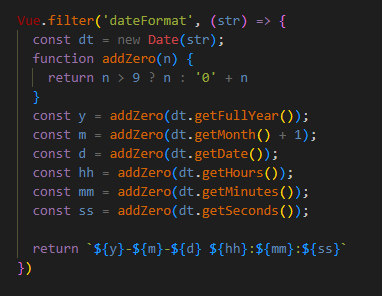 Vue.filter('dateFormat', (str) => {
  const dt = new Date(str);
  function addZero(n) {
    return n > 9 ? n : '0' + n
  }
  const y = addZero(dt.getFullYear());
  const m = addZero(dt.getMonth() + 1);
  const d = addZero(dt.getDate());
  const hh = addZero(dt.getHours());
  const mm = addZero(dt.getMinutes());
  const ss = addZero(dt.getSeconds());

  return `${y}-${m}-${d} ${hh}:${mm}:${ss}`
})